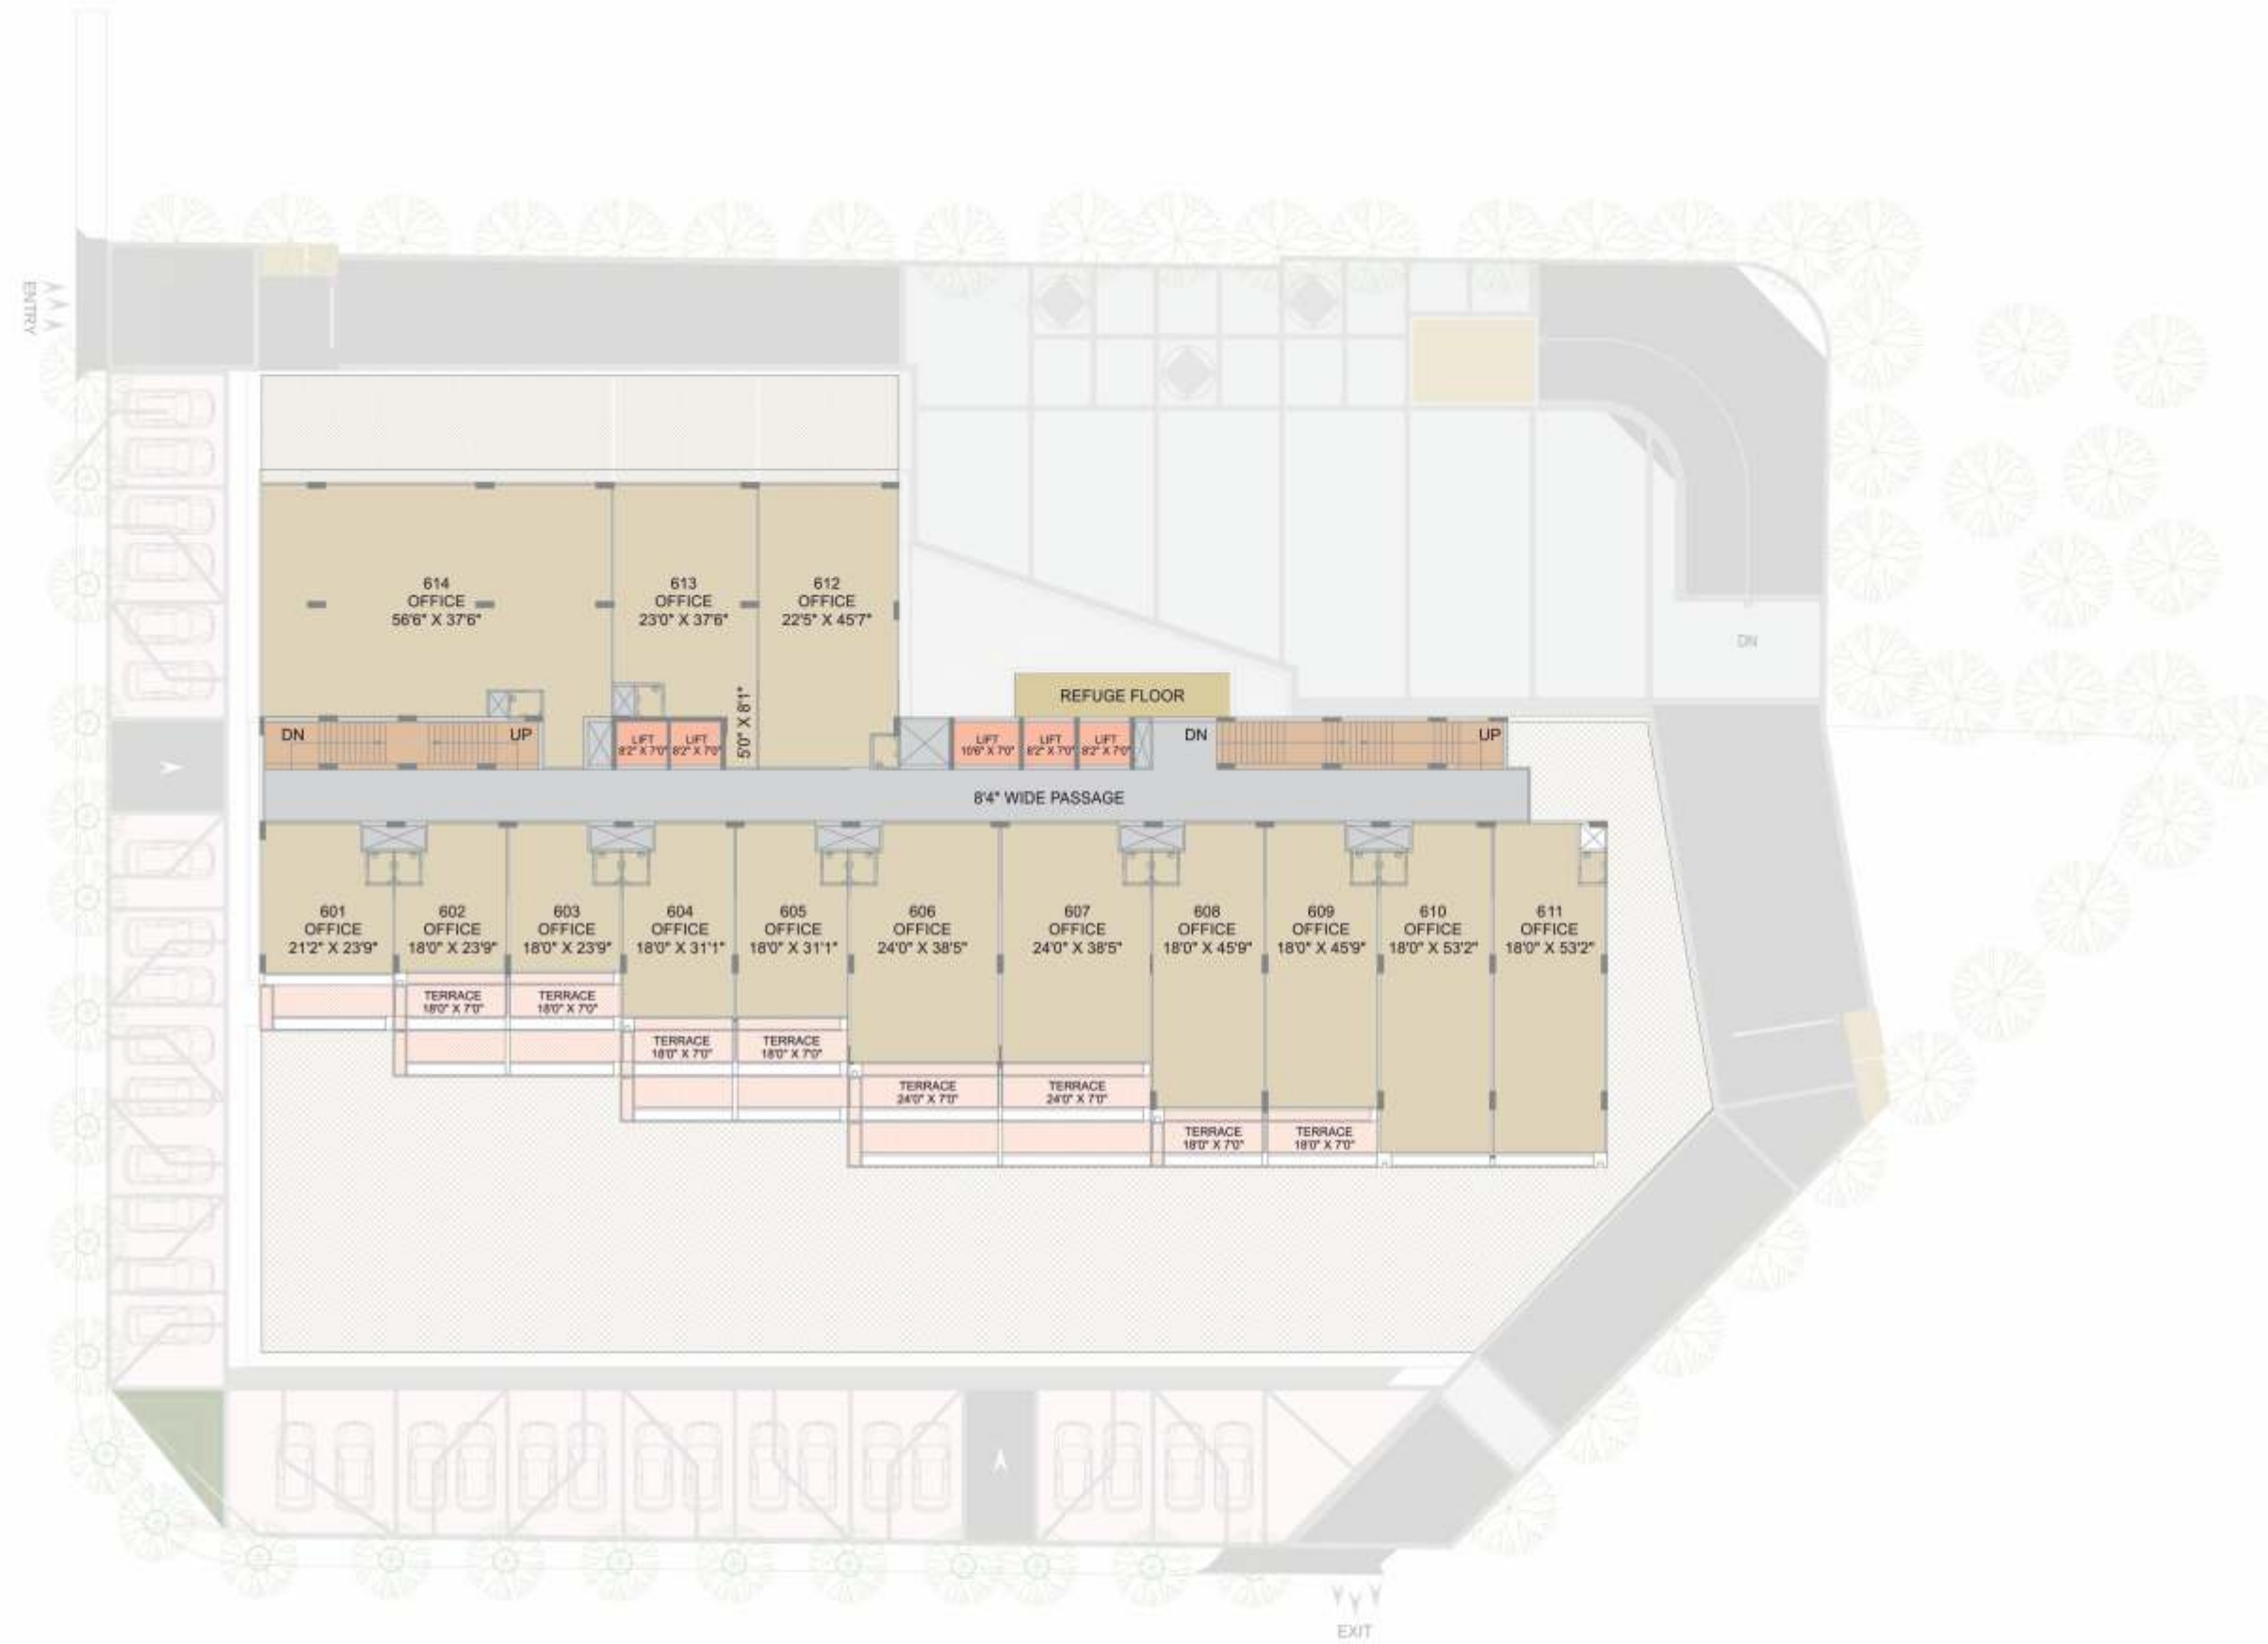 ENTRY
614
OFFICE
56'6" X 37'6"
613
OFFICE
23'0" X 37'6"
612
OFFICE
22'5" X 45'7"
DN
REFUGE FLOOR
5'0" X 8'1"
DN
UP
LIFT
8'2" X 7'0"
LIFT
8'2" X 7'0"
LIFT
10'6" X 7'0"
LIFT
8'2" X 7'0"
LIFT
8'2" X 7'0"
DN
UP
8'4" WIDE PASSAGE
601
OFFICE
21'2" X 23'9"
602
OFFICE
18'0" X 23'9"
603
OFFICE
18'0" X 23'9"
604
OFFICE
18'0" X 31'1"
605
OFFICE
18'0" X 31'1"
606
OFFICE
24'0" X 38'5"
607
OFFICE
24'0" X 38'5"
608
OFFICE
18'0" X 45'9"
609
OFFICE
18'0" X 45'9"
610
OFFICE
18'0" X 53'2"
611
OFFICE
18'0" X 53'2"
TERRACE
18'0" X 7'0"
TERRACE
18'0" X 7'0"
TERRACE
18'0" X 7'0"
TERRACE
18'0" X 7'0"
TERRACE
24'0" X 7'0"
TERRACE
24'0" X 7'0"
TERRACE
18'0" X 7'0"
TERRACE
18'0" X 7'0"
EXIT